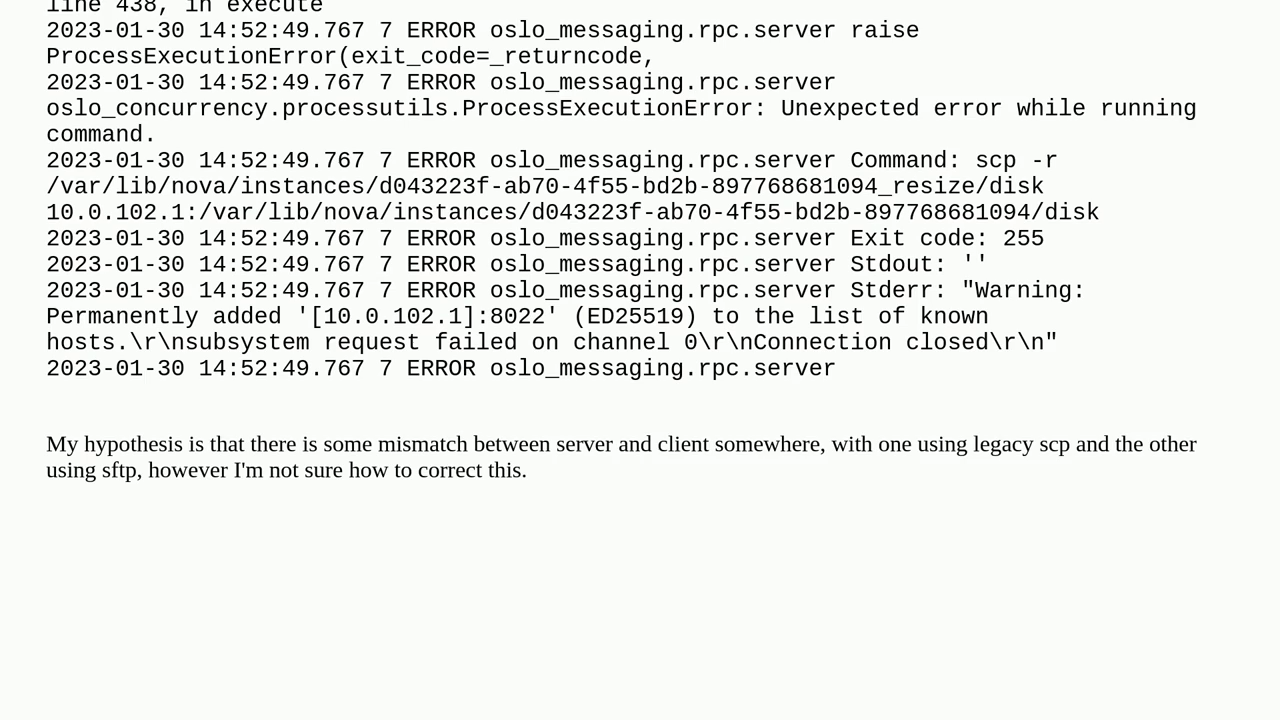 line 438, in execute
2023-01-30 14:52:49.767 7 ERROR oslo_messaging.rpc.server raise
ProcessExecutionError(exit_code=_returncode,
2023-01-30 14:52:49.767 7 ERROR oslo_messaging.rpc.server
oslo_concurrency.processutils.ProcessExecutionError: Unexpected error while running
command.
2023-01-30 14:52:49.767 7 ERROR oslo_messaging.rpc.server Command: scp -r
/var/lib/nova/instances/d043223f-ab70-4f55-bd2b-897768681094_resize/disk
10.0.102.1:/var/lib/nova/instances/d043223f-ab70-4f55-bd2b-897768681094/disk
2023-01-30 14:52:49.767 7 ERROR oslo_messaging.rpc.server Exit code: 255
2023-01-30 14:52:49.767 7 ERROR oslo_messaging.rpc.server Stdout: ''
2023-01-30 14:52:49.767 7 ERROR oslo_messaging.rpc.server Stderr: "Warning:
Permanently added '[10.0.102.1]:8022' (ED25519) to the list of known
hosts.\r\nsubsystem request failed on channel 0\r\nConnection closed\r\n"
2023-01-30 14:52:49.767 7 ERROR oslo_messaging.rpc.server
My hypothesis is that there is some mismatch between server and client somewhere, with one using legacy scp and the other
using sftp, however I'm not sure how to correct this.